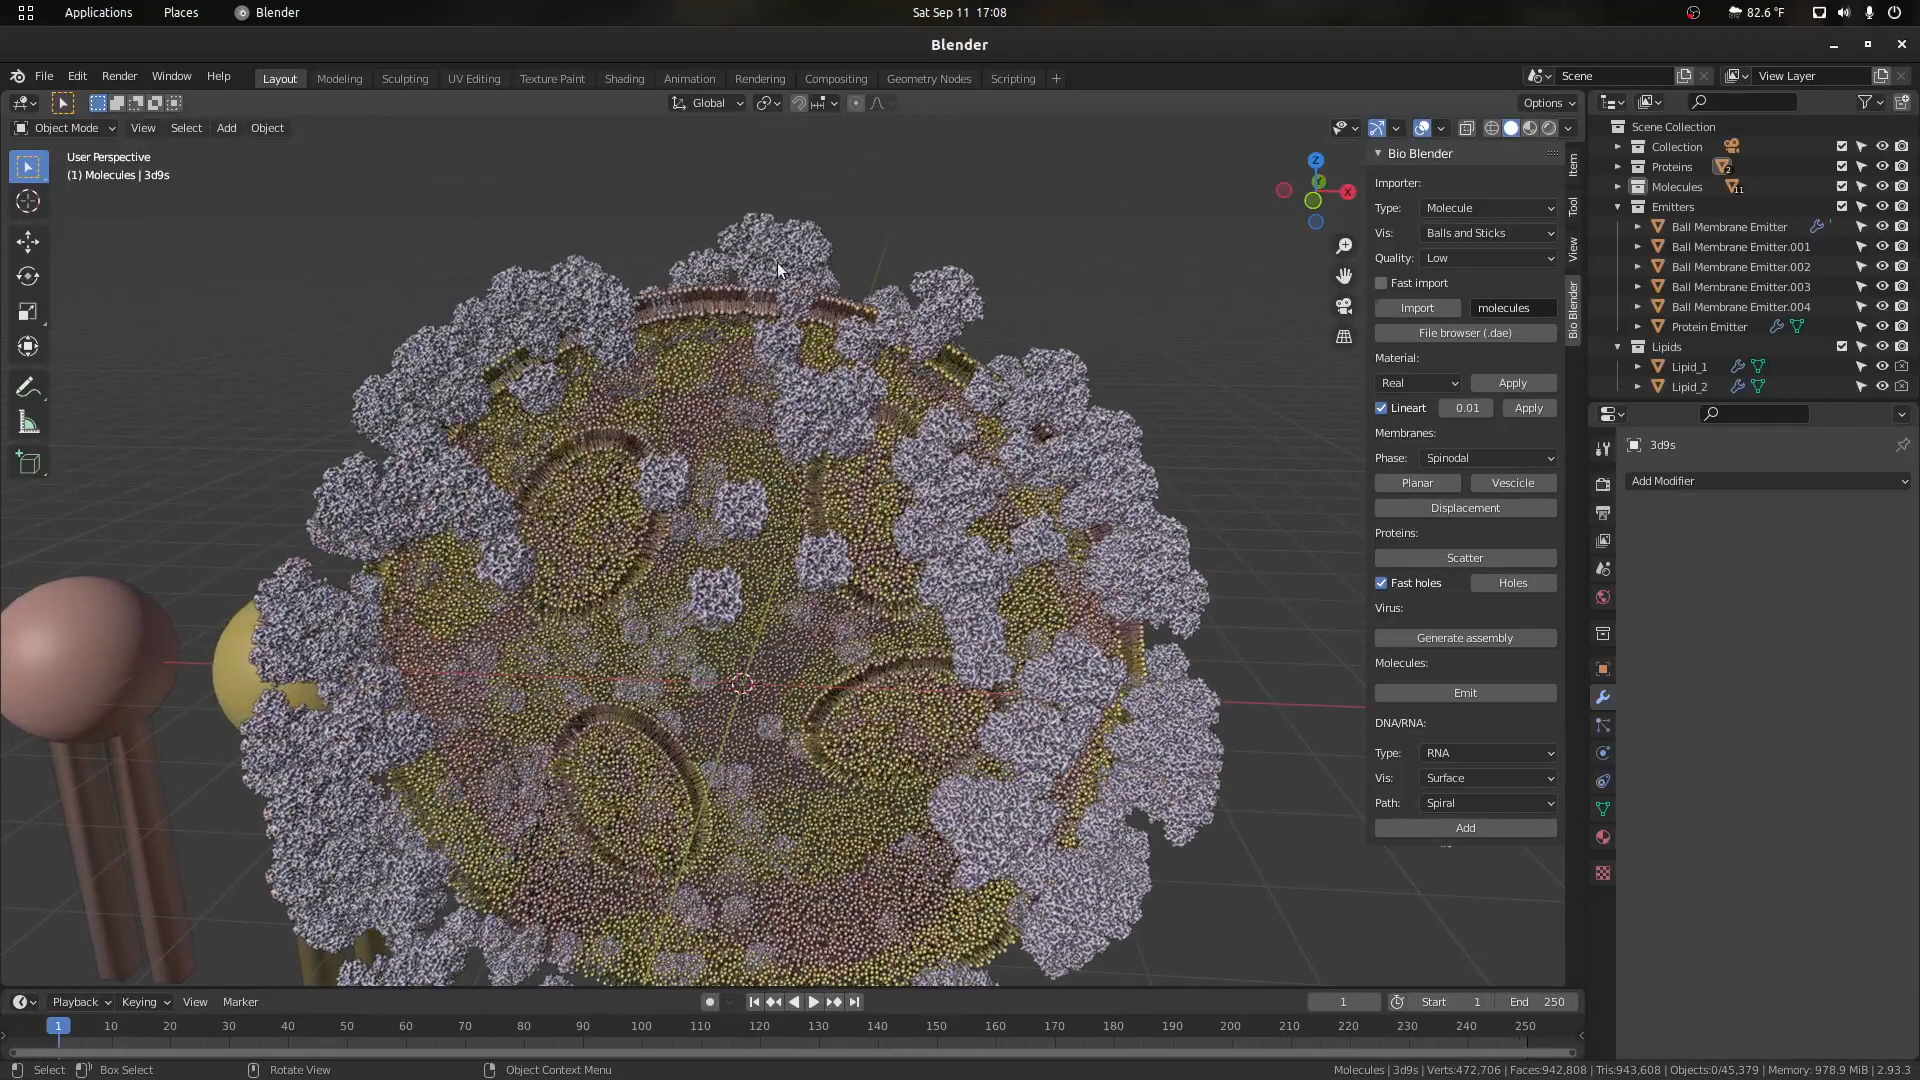 Applications Places Blender Sat Sep 11 17:08 82.6 °F
Blender
File Edit Render Window Help Layout Modeling Sculpting UV Editing Texture Paint Shading Animation Rendering Compositing Geometry Nodes Scripting + Scene View Layer
Global Options
Object Mode View Select Add Object
User Perspective
(1) Molecules | 3d9s
Z
Y
X
Bio Blender
Importer:
Type: Molecule
Vis: Balls and Sticks
Quality: Low
Fast import
Import molecules
File browser (.dae)
Material:
Real Apply
Lineart 0.01 Apply
Membranes:
Phase: Spinodal
Planar Vescicle
Displacement
Proteins:
Scatter
Fast holes Holes
Virus:
Generate assembly
Molecules:
Emit
DNA/RNA:
Type: RNA
Vis: Surface
Path: Spiral
Add
Item
Tool
View
Bio Blender
Scene Collection
Collection
Proteins 2
Molecules 11
Emitters
Ball Membrane Emitter
Ball Membrane Emitter.001
Ball Membrane Emitter.002
Ball Membrane Emitter.003
Ball Membrane Emitter.004
Protein Emitter
Lipids
Lipid_1
Lipid_2
3d9s
Add Modifier
Playback Keying View Marker 1 Start 1 End 250
1 10 20 30 40 50 60 70 80 90 100 110 120 130 140 150 160 170 180 190 200 210 220 230 240 250
Select Box Select Rotate View Object Context Menu Molecules | 3d9s | Verts:472,706 | Faces:942,808 | Tris:943,608 | Objects:0/45,379 | Memory: 978.9 MiB | 2.93.3